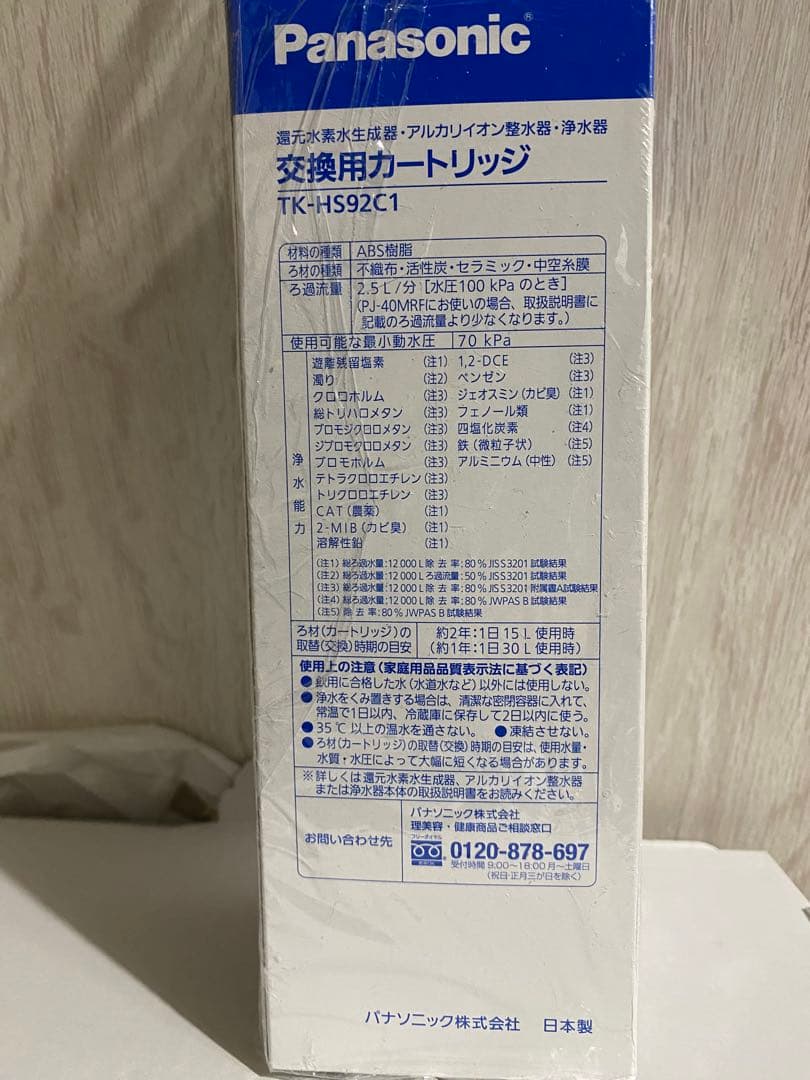 Panasonic®
還元水素水生成器・アルカリイオン整水器・浄水器
交換用カートリッジ
TK-HS92C1
材料の種類 ABS樹脂
ろ材の種類 不織布・活性炭・セラミック・中空糸膜
ろ過流量 2.5L/分 [水圧100 kPa のとき]
(PJ-40MRFにお使いの場合、取扱説明書に
記載のろ過流量より少なくなります。)
使用可能な最小動水圧 70 kPa
浄水能力
遊離残留塩素 (注1) 1,2-DCE (注3)
濁り (注2) ベンゼン (注3)
クロロホルム (注3) ジェオスミン(カビ臭) (注1)
総トリハロメタン (注3) フェノール類 (注1)
ブロモジクロロメタン (注3) 四塩化炭素 (注4)
ジブロモクロロメタン (注3) 鉄(微粒子状) (注5)
ブロモホルム (注3) アルミニウム(中性) (注5)
テトラクロロエチレン (注3)
トリクロロエチレン (注3)
CAT(農薬) (注1)
2-MIB(カビ臭) (注1)
溶解性鉛 (注1)
(注1) 総ろ過水量:12 000 L 除去率:80% JISS3201 試験結果
(注2) 総ろ過水量:12 000 L ろ過流量:50% JISS3201 試験結果
(注3) 総ろ過水量:12 000 L 除去率:80% JISS3201 附属書A試験結果
(注4) 総ろ過水量:12 000 L 除去率:80% JWPAS B 試験結果
(注5) 除去率:80% JWPAS B 試験結果
ろ材(カートリッジ)の 約2年:1日 15 L 使用時
取替(交換)時期の目安 (約1年:1日 30 L 使用時)
使用上の注意(家庭用品品質表示法に基づく表記)
●飲用に合格した水(水道水など)以外には使用しない。
●浄水をくみ置きする場合は、清潔な密閉容器に入れて、
常温で1日以内、冷蔵庫に保存して2日以内に使う。
●35℃以上の温水を通さない。 ●凍結させない。
●ろ材(カートリッジ)の取替(交換)時期の目安は、使用水量・
水質・水圧によって大幅に短くなる場合があります。
※詳しくは還元水素水生成器、アルカリイオン整水器
または浄水器本体の取扱説明書をお読みください。
お問い合わせ先
パナソニック株式会社
理美容・健康商品ご相談窓口
フリーダイヤル
0120-878-697
受付時間 9:00~18:00 月~土曜日
(祝日・正月三が日を除く)
パナソニック株式会社 日本製